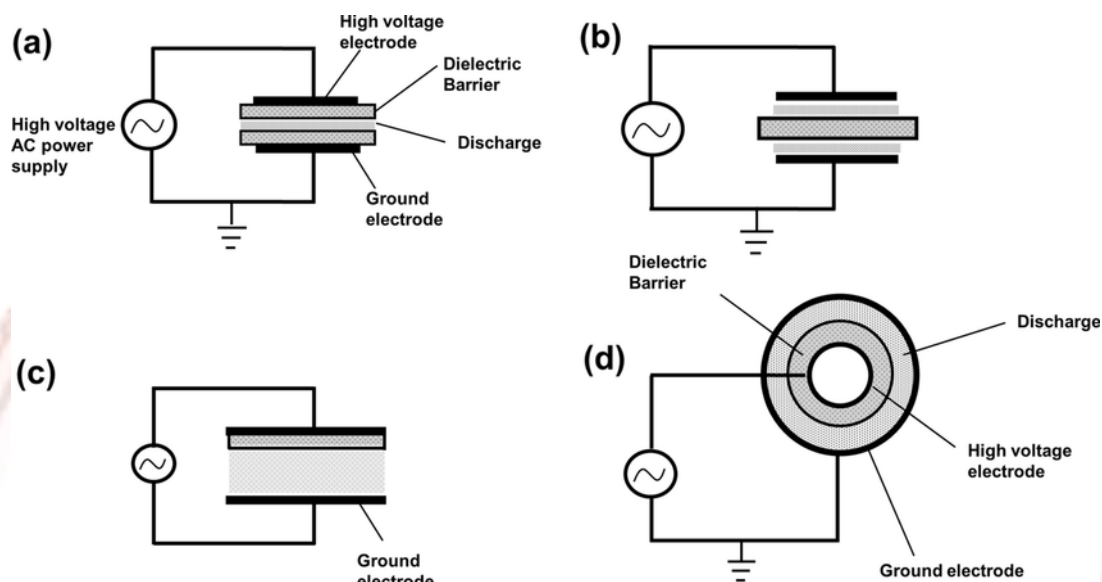 (a)
High voltage
electrode
Dielectric
Barrier
High voltage
AC power
supply
Discharge
Ground
electrode
(b)
Dielectric
Barrier
Discharge
(c)
(d)
High voltage
electrode
Ground
electrode
Ground electrode